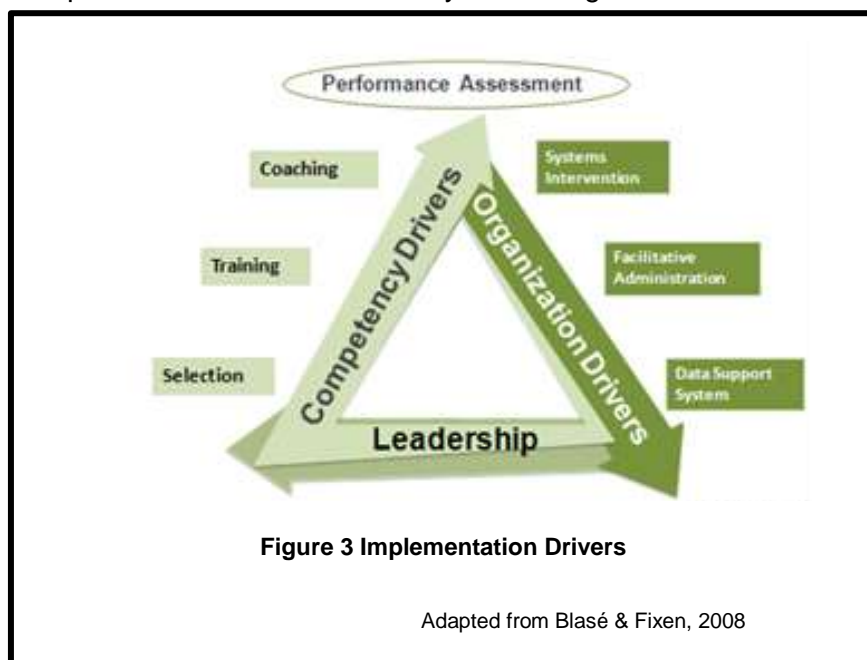 Performance Assessment
Coaching
Training
Selection
Competency Drivers
Organization Drivers
Leadership
Systems
Intervention
Facilitative
Administration
Data Support
System
Figure 3 Implementation Drivers
Adapted from Blasé & Fixen, 2008